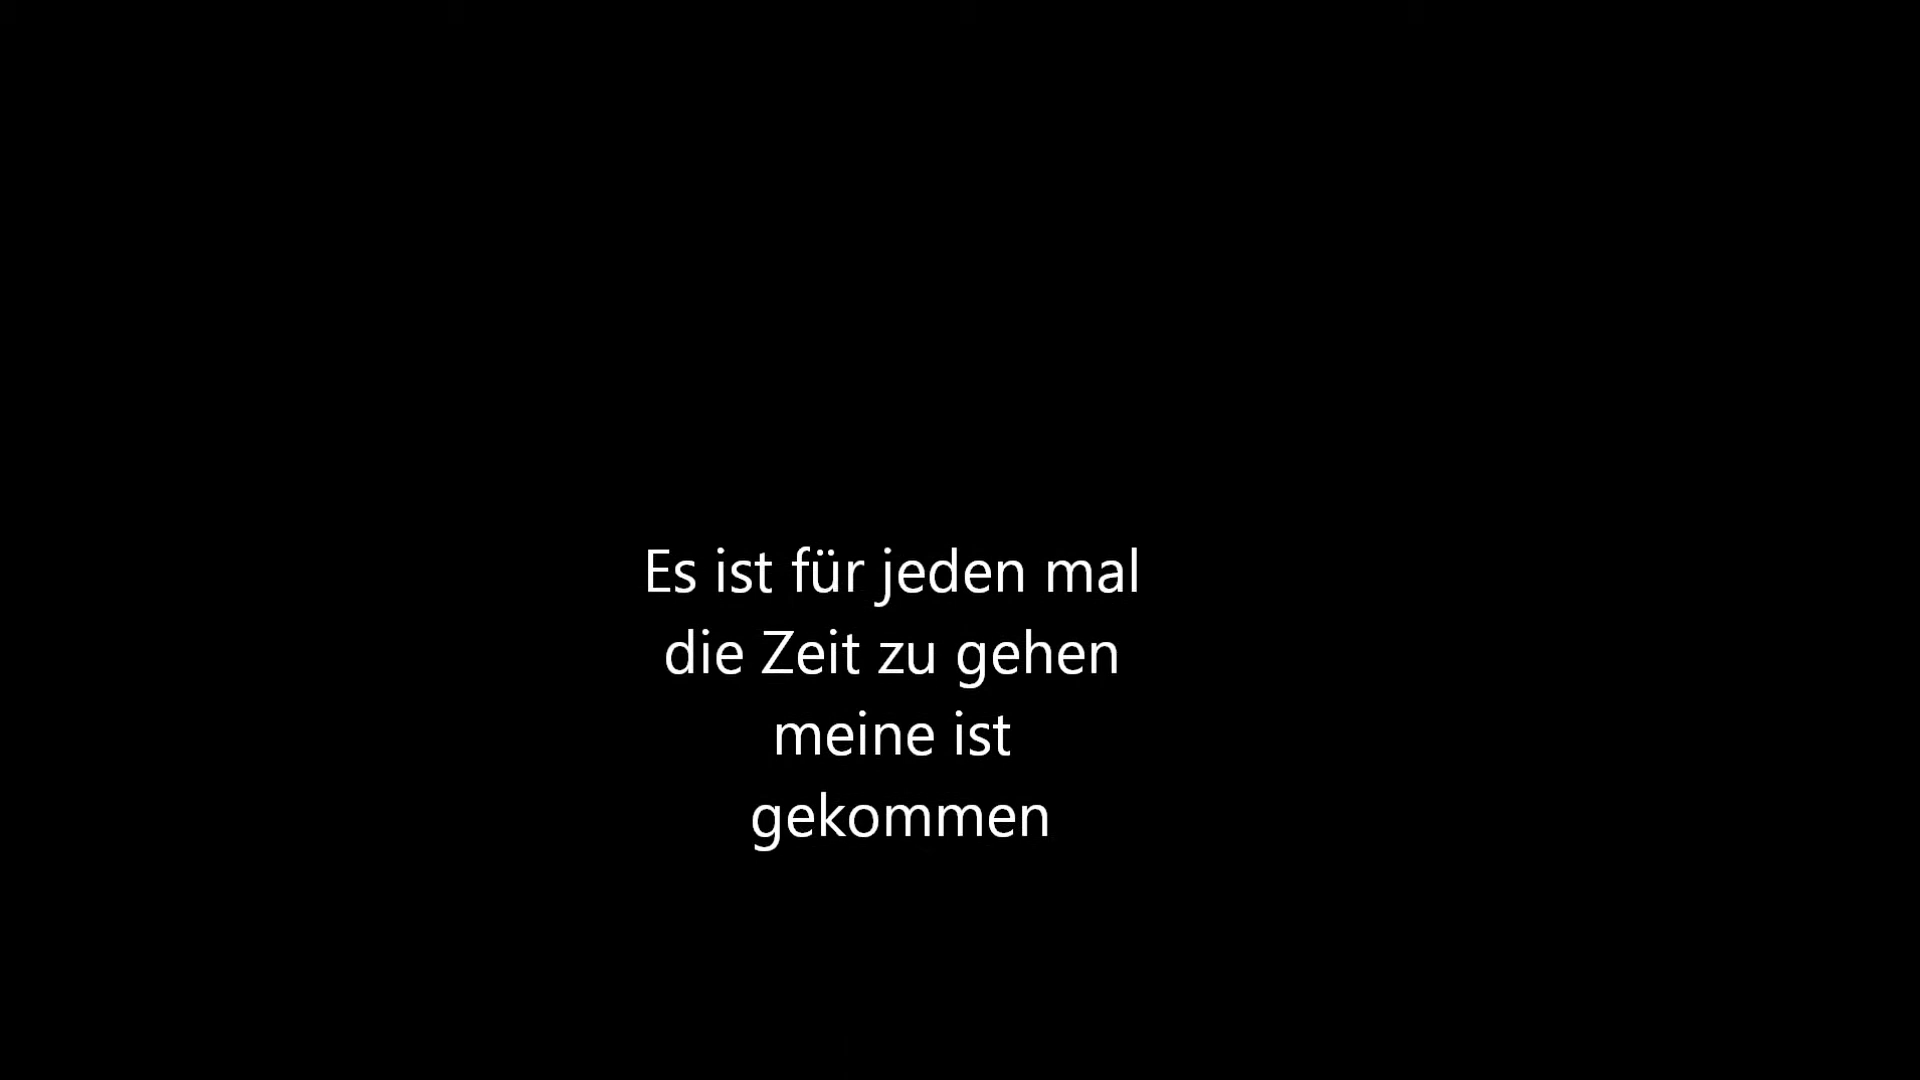 Es ist für jeden mal
die Zeit zu gehen
meine ist
gekommen